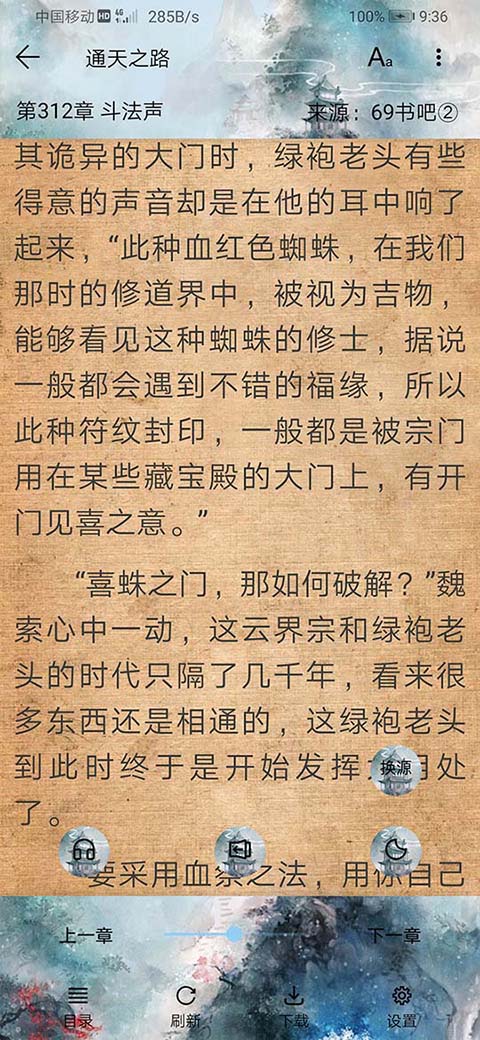 中国移动 HD 4G 285B/s 100% 9:36
通天之路 Aa
第312章 斗法声 来源：69书吧②
其诡异的大门时，绿袍老头有些
得意的声音却是在他的耳中响了
起来，“此种血红色蜘蛛，在我们
那时的修道界中，被视为吉物，
能够看见这种蜘蛛的修士，据说
一般都会遇到不错的福缘，所以
此种符纹封印，一般都是被宗门
用在某些藏宝殿的大门上，有开
门见喜之意。”
“喜蛛之门，那如何破解？”魏
索心中一动，这云界宗和绿袍老
头的时代只隔了几千年，看来很
多东西还是相通的，这绿袍老头
到此时终于是开始发挥 用处
换源
了。
要采用血祭之法，用你自己
上一章 下一章
目录 刷新 下载 设置